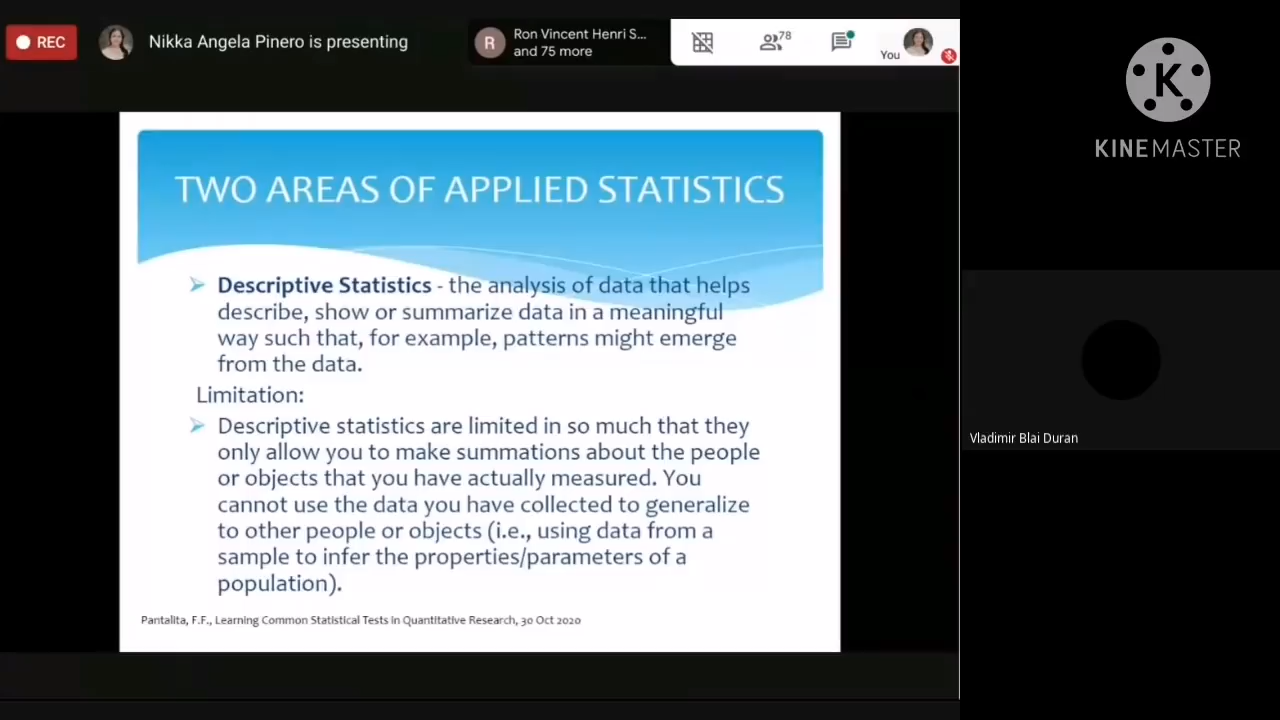 REC
Nikka Angela Pinero is presenting
R
Ron Vincent Henri S...
and 75 more
78
You
K
KINEMASTER
TWO AREAS OF APPLIED STATISTICS
Descriptive Statistics - the analysis of data that helps
describe, show or summarize data in a meaningful
way such that, for example, patterns might emerge
from the data.
Limitation:
Descriptive statistics are limited in so much that they
only allow you to make summations about the people
or objects that you have actually measured. You
cannot use the data you have collected to generalize
to other people or objects (i.e., using data from a
sample to infer the properties/parameters of a
population).
Pantalita, F.F., Learning Common Statistical Tests in Quantitative Research, 30 Oct 2020
Vladimir Blai Duran